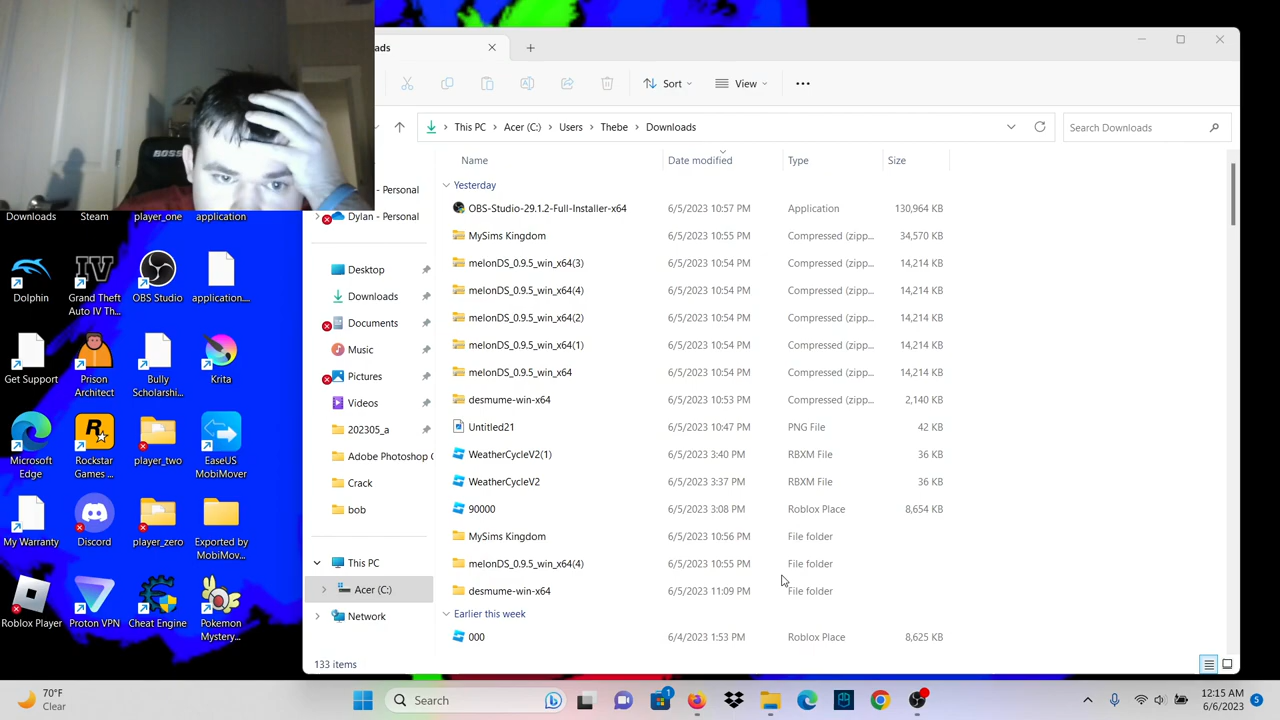 ads
BOSS
Sort
View
This PC
Acer (C:)
Users
Thebe
Downloads
Search Downloads
Name
Date modified
Type
Size
- Personal
Dylan - Personal
Desktop
Downloads
Documents
Music
Pictures
Videos
202305_a
Adobe Photoshop C
Crack
bob
This PC
Acer (C:)
Network
Yesterday
OBS-Studio-29.1.2-Full-Installer-x64 6/5/2023 10:57 PM Application 130,964 KB
MySims Kingdom 6/5/2023 10:55 PM Compressed (zipp... 34,570 KB
melonDS_0.9.5_win_x64(3) 6/5/2023 10:54 PM Compressed (zipp... 14,214 KB
melonDS_0.9.5_win_x64(4) 6/5/2023 10:54 PM Compressed (zipp... 14,214 KB
melonDS_0.9.5_win_x64(2) 6/5/2023 10:54 PM Compressed (zipp... 14,214 KB
melonDS_0.9.5_win_x64(1) 6/5/2023 10:54 PM Compressed (zipp... 14,214 KB
melonDS_0.9.5_win_x64 6/5/2023 10:54 PM Compressed (zipp... 14,214 KB
desmume-win-x64 6/5/2023 10:53 PM Compressed (zipp... 2,140 KB
Untitled21 6/5/2023 10:47 PM PNG File 42 KB
WeatherCycleV2(1) 6/5/2023 3:40 PM RBXM File 36 KB
WeatherCycleV2 6/5/2023 3:37 PM RBXM File 36 KB
90000 6/5/2023 3:08 PM Roblox Place 8,654 KB
MySims Kingdom 6/5/2023 10:56 PM File folder
melonDS_0.9.5_win_x64(4) 6/5/2023 10:55 PM File folder
desmume-win-x64 6/5/2023 11:09 PM File folder
Earlier this week
000 6/4/2023 1:53 PM Roblox Place 8,625 KB
133 items
Downloads
Steam
player_one
application
Dolphin
IV
Grand Theft
Auto IV Th...
OBS Studio
application....
Get Support
Prison
Architect
Bully
Scholarshi...
Krita
Microsoft
Edge
R
Rockstar
Games ...
player_two
EaseUS
MobiMover
My Warranty
Discord
player_zero
Exported by
MobiMov...
Roblox Player
Proton VPN
Cheat Engine
Pokemon
Mystery...
70°F
Clear
Search
1
12:15 AM
6/6/2023
5